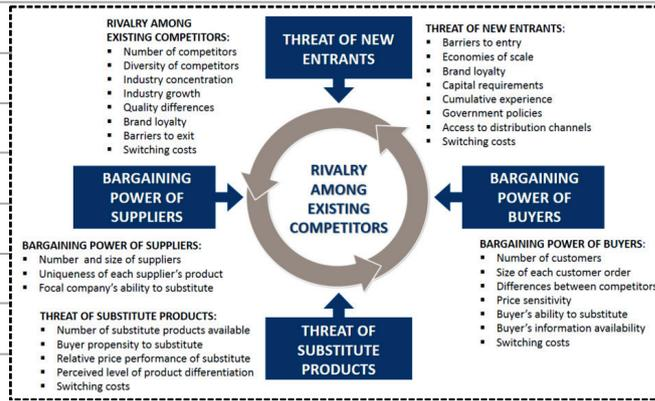 RIVALRY AMONG
EXISTING COMPETITORS:
▪ Number of competitors
▪ Diversity of competitors
▪ Industry concentration
▪ Industry growth
▪ Quality differences
▪ Brand loyalty
▪ Barriers to exit
▪ Switching costs
THREAT OF NEW
ENTRANTS
THREAT OF NEW ENTRANTS:
▪ Barriers to entry
▪ Economies of scale
▪ Brand loyalty
▪ Capital requirements
▪ Cumulative experience
▪ Government policies
▪ Access to distribution channels
▪ Switching costs
BARGAINING
POWER OF
SUPPLIERS
RIVALRY
AMONG
EXISTING
COMPETITORS
BARGAINING
POWER OF
BUYERS
BARGAINING POWER OF SUPPLIERS:
▪ Number and size of suppliers
▪ Uniqueness of each supplier's product
▪ Focal company's ability to substitute
BARGAINING POWER OF BUYERS:
▪ Number of customers
▪ Size of each customer order
▪ Differences between competitors
▪ Price sensitivity
▪ Buyer's ability to substitute
▪ Buyer's information availability
▪ Switching costs
THREAT OF SUBSTITUTE PRODUCTS:
▪ Number of substitute products available
▪ Buyer propensity to substitute
▪ Relative price performance of substitute
▪ Perceived level of product differentiation
▪ Switching costs
THREAT OF
SUBSTITUTE
PRODUCTS